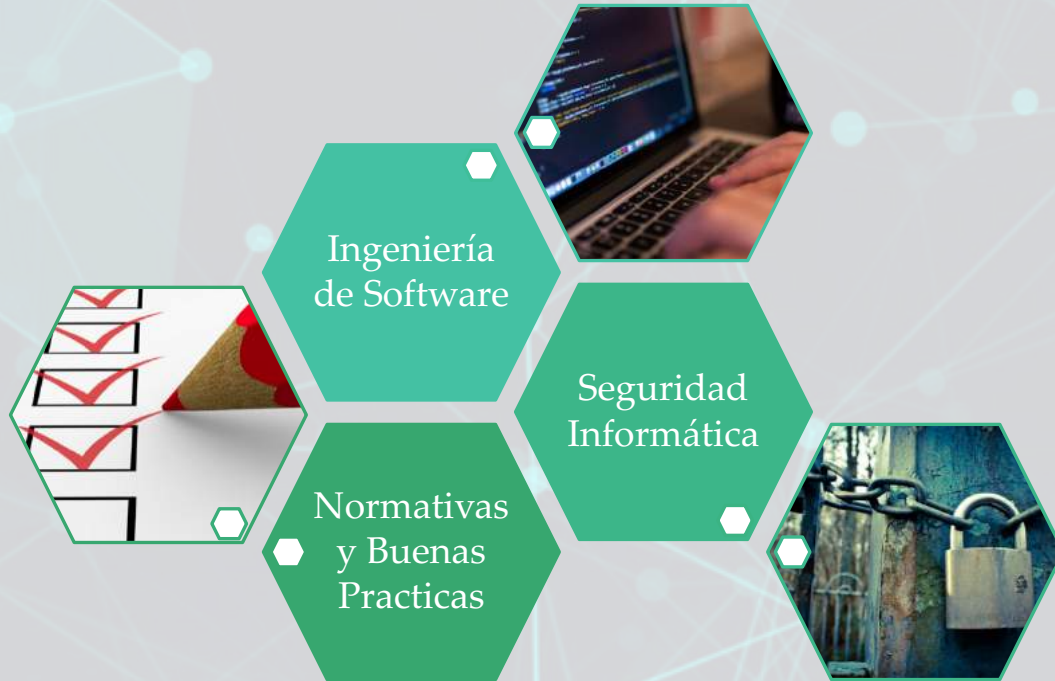 Ingeniería
de Software
Seguridad
Informática
Normativas
y Buenas
Practicas